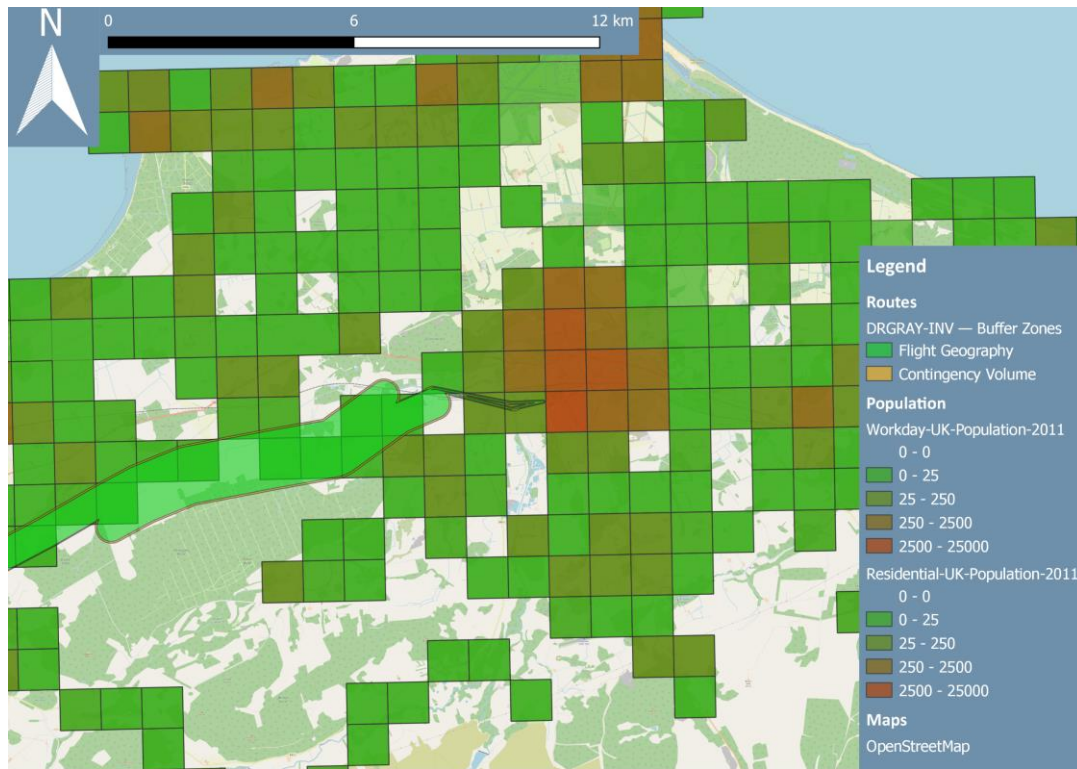 N
0 6 12 km
Legend
Routes
DRGRAY-INV — Buffer Zones
Flight Geography
Contingency Volume
Population
Workday-UK-Population-2011
0 - 0
0 - 25
25 - 250
250 - 2500
2500 - 25000
Residential-UK-Population-2011
0 - 0
0 - 25
25 - 250
250 - 2500
2500 - 25000
Maps
OpenStreetMap